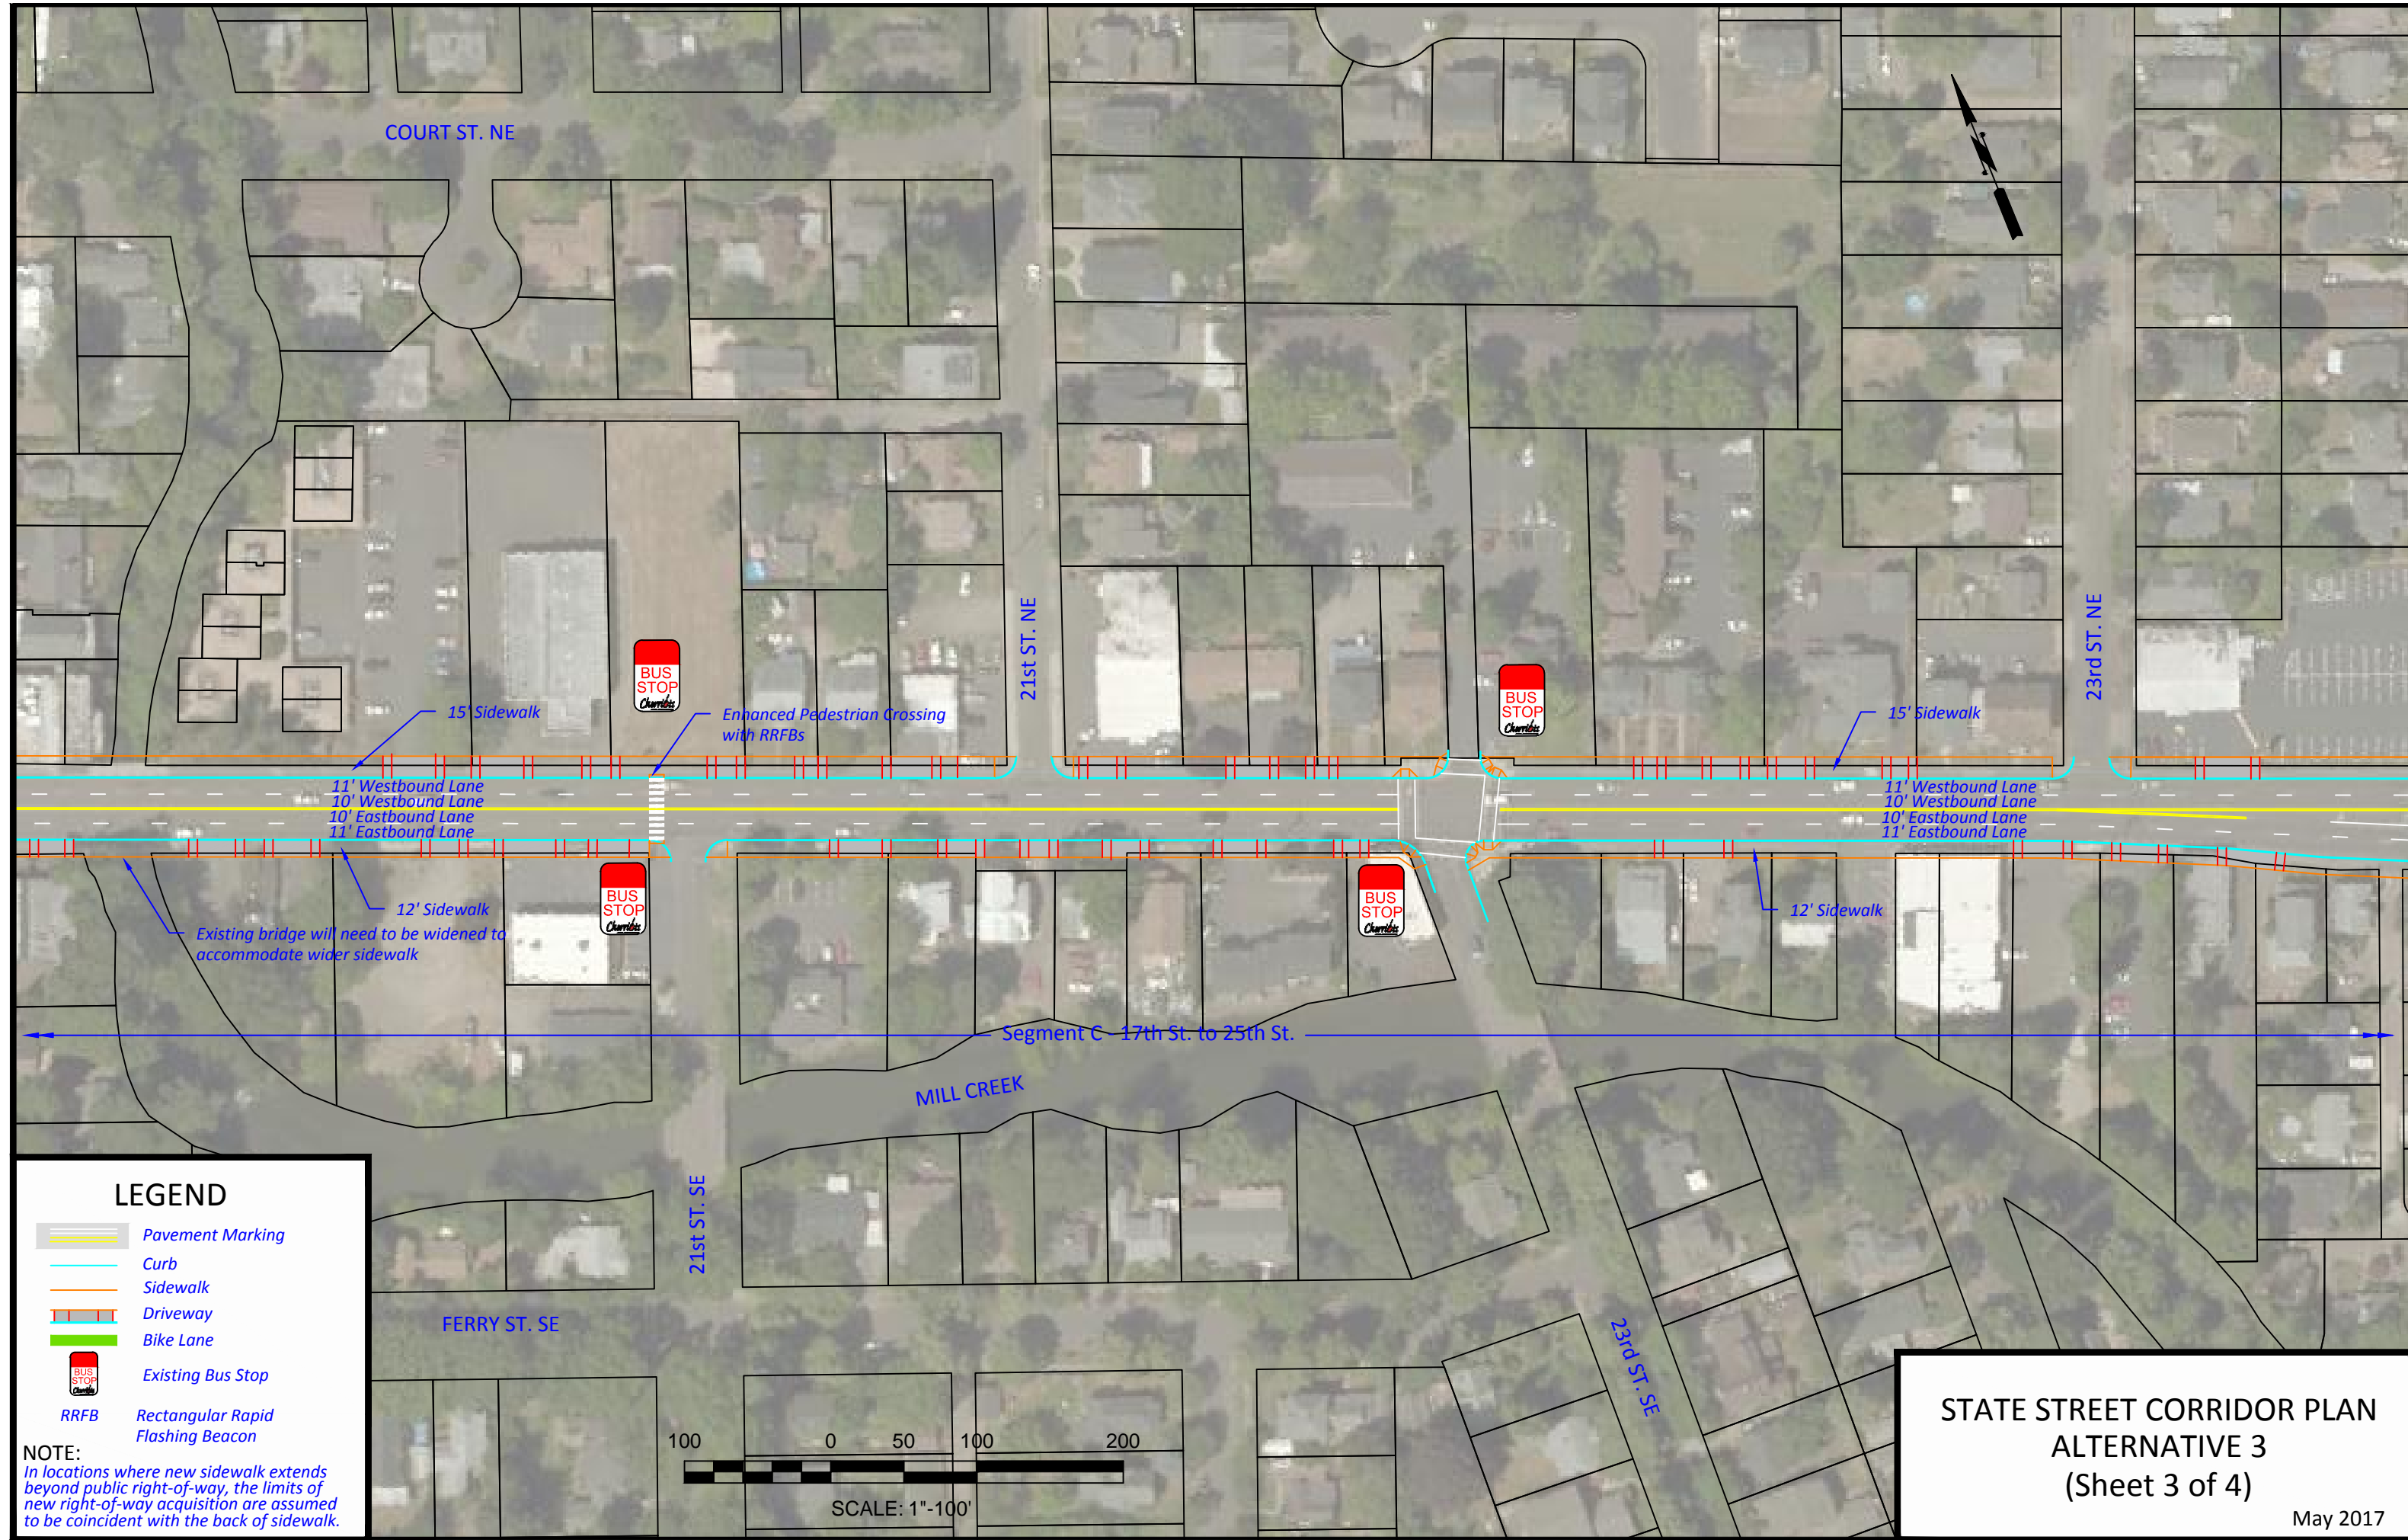 COURT ST. NE
21st ST. NE
23rd ST. NE
BUS
STOP
Cherriots
BUS
STOP
Cherriots
15' Sidewalk
Enhanced Pedestrian Crossing
with RRFBs
15' Sidewalk
11' Westbound Lane
10' Westbound Lane
10' Eastbound Lane
11' Eastbound Lane
11' Westbound Lane
10' Westbound Lane
10' Eastbound Lane
11' Eastbound Lane
BUS
STOP
Cherriots
BUS
STOP
Cherriots
12' Sidewalk
12' Sidewalk
Existing bridge will need to be widened to
accommodate wider sidewalk
Segment C - 17th St. to 25th St.
MILL CREEK
21st ST. SE
FERRY ST. SE
23rd ST. SE
LEGEND
Pavement Marking
Curb
Sidewalk
Driveway
Bike Lane
BUS
STOP
Cherriots
Existing Bus Stop
RRFB Rectangular Rapid
Flashing Beacon
NOTE:
In locations where new sidewalk extends
beyond public right-of-way, the limits of
new right-of-way acquisition are assumed
to be coincident with the back of sidewalk.
100 0 50 100 200
SCALE: 1"-100'
STATE STREET CORRIDOR PLAN
ALTERNATIVE 3
(Sheet 3 of 4)
May 2017